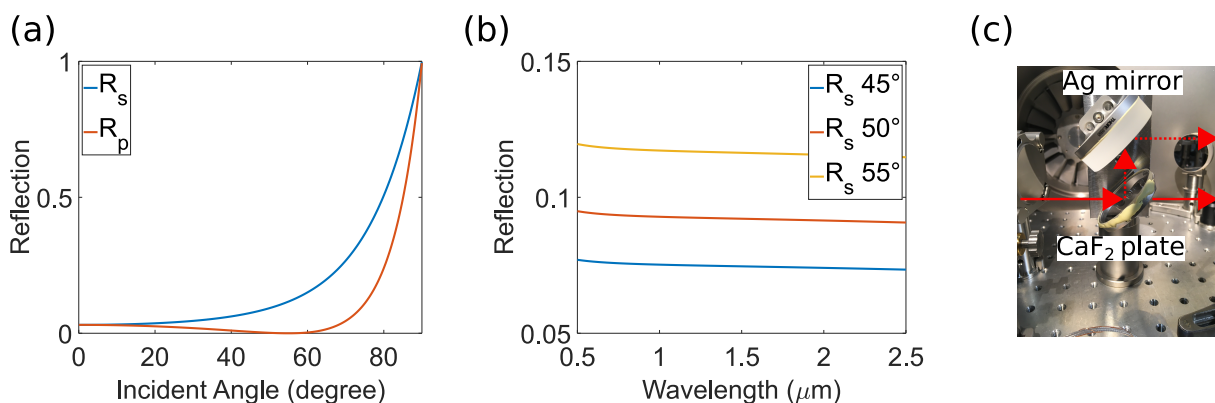 (a)
1
0.5
0
0 20 40 60 80
Reflection
Incident Angle (degree)
R_s
R_p
(b)
0.15
0.1
0.05
0.5 1 1.5 2 2.5
Reflection
Wavelength (μm)
R_s 45°
R_s 50°
R_s 55°
(c)
Ag mirror
CaF₂ plate